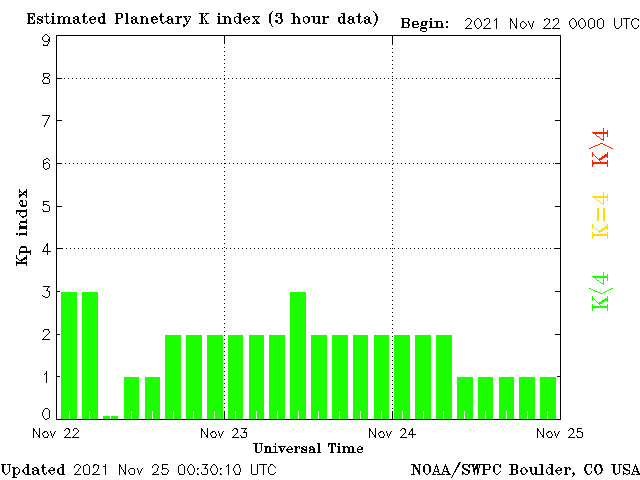 Estimated Planetary K index (3 hour data) Begin: 2021 Nov 22 0000 UTC
9
8
7
6
5
4
3
2
1
0
Kp index
K>4
K=4
K<4
Nov 22 Nov 23 Nov 24 Nov 25
Universal Time
Updated 2021 Nov 25 00:30:10 UTC NOAA/SWPC Boulder, CO USA